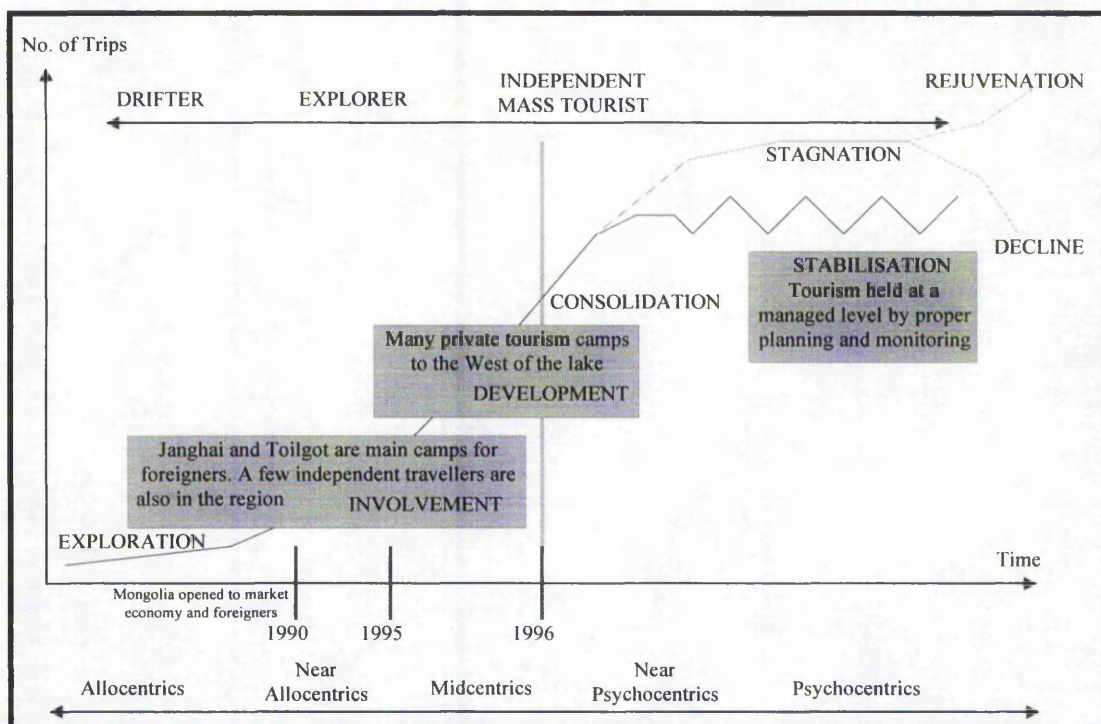 No. of Trips
DRIFTER
EXPLORER
INDEPENDENT
MASS TOURIST
REJUVENATION
STAGNATION
DECLINE
STABILISATION
Tourism held at a
managed level by proper
planning and monitoring
CONSOLIDATION
Many private tourism camps
to the West of the lake
DEVELOPMENT
Janghai and Toilgot are main camps for
foreigners. A few independent travellers are
also in the region
INVOLVEMENT
EXPLORATION
Time
Mongolia opened to market
economy and foreigners
1990
1995
1996
Allocentrics
Near
Allocentrics
Midcentrics
Near
Psychocentrics
Psychocentrics